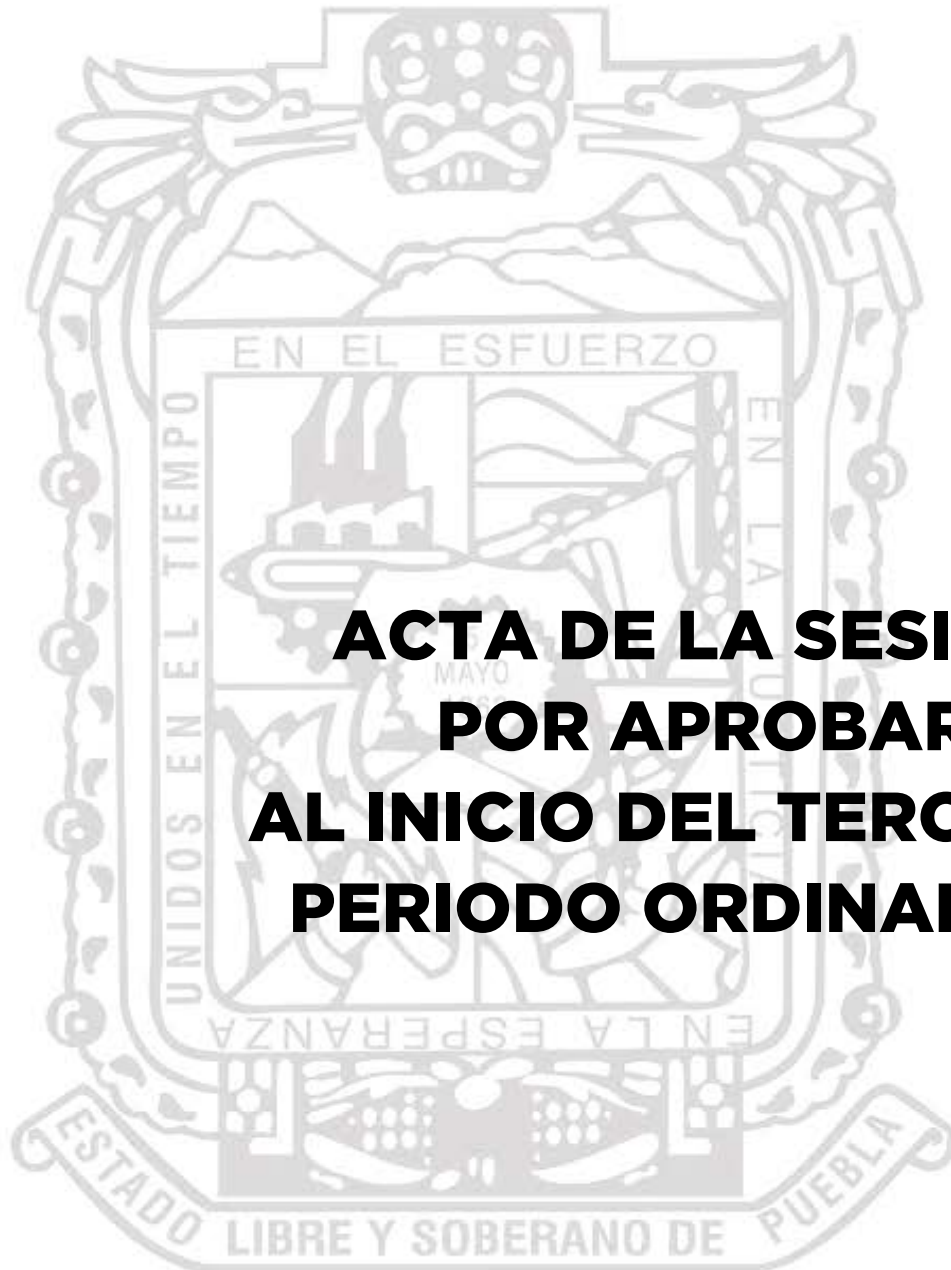 EN EL ESFUERZO
EN LA JUSTICIA
UNIDOS EN EL TIEMPO
ACTA DE LA SESI
MAYO
POR APROBAR
AL INICIO DEL TERC
PERIODO ORDINA
EN LA ESPERANZA
ESTADO LIBRE Y SOBERANO DE PUEBLA